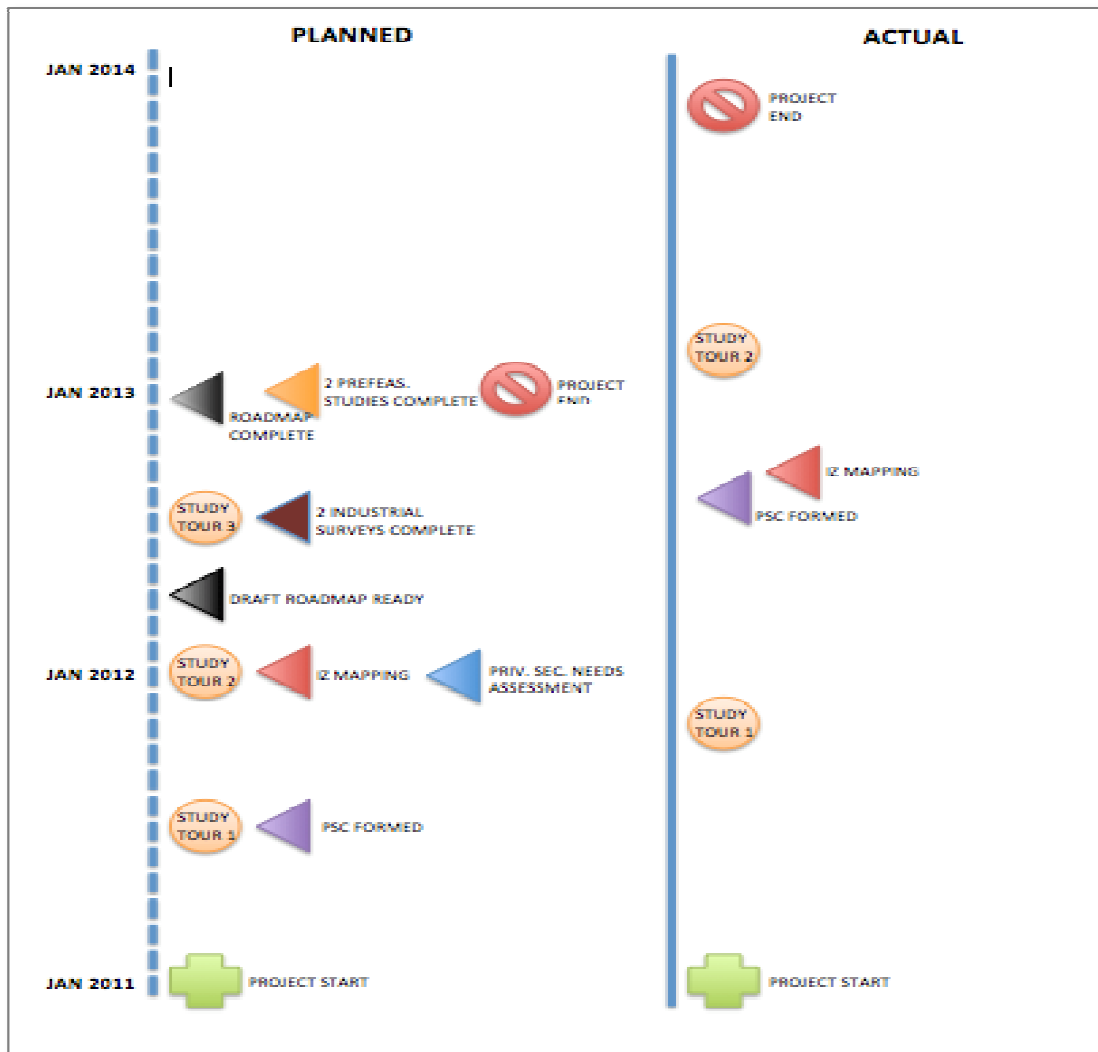 PLANNED
ACTUAL
JAN 2014
PROJECT
END
STUDY
TOUR 2
JAN 2013
2 PREFEAS.
STUDIES COMPLETE
PROJECT
END
ROADMAP
COMPLETE
IZ MAPPING
PSC FORMED
STUDY
TOUR 3
2 INDUSTRIAL
SURVEYS COMPLETE
DRAFT ROADMAP READY
JAN 2012
STUDY
TOUR 2
IZ MAPPING
PRIV. SEC. NEEDS
ASSESSMENT
STUDY
TOUR 1
STUDY
TOUR 1
PSC FORMED
JAN 2011
PROJECT START
PROJECT START